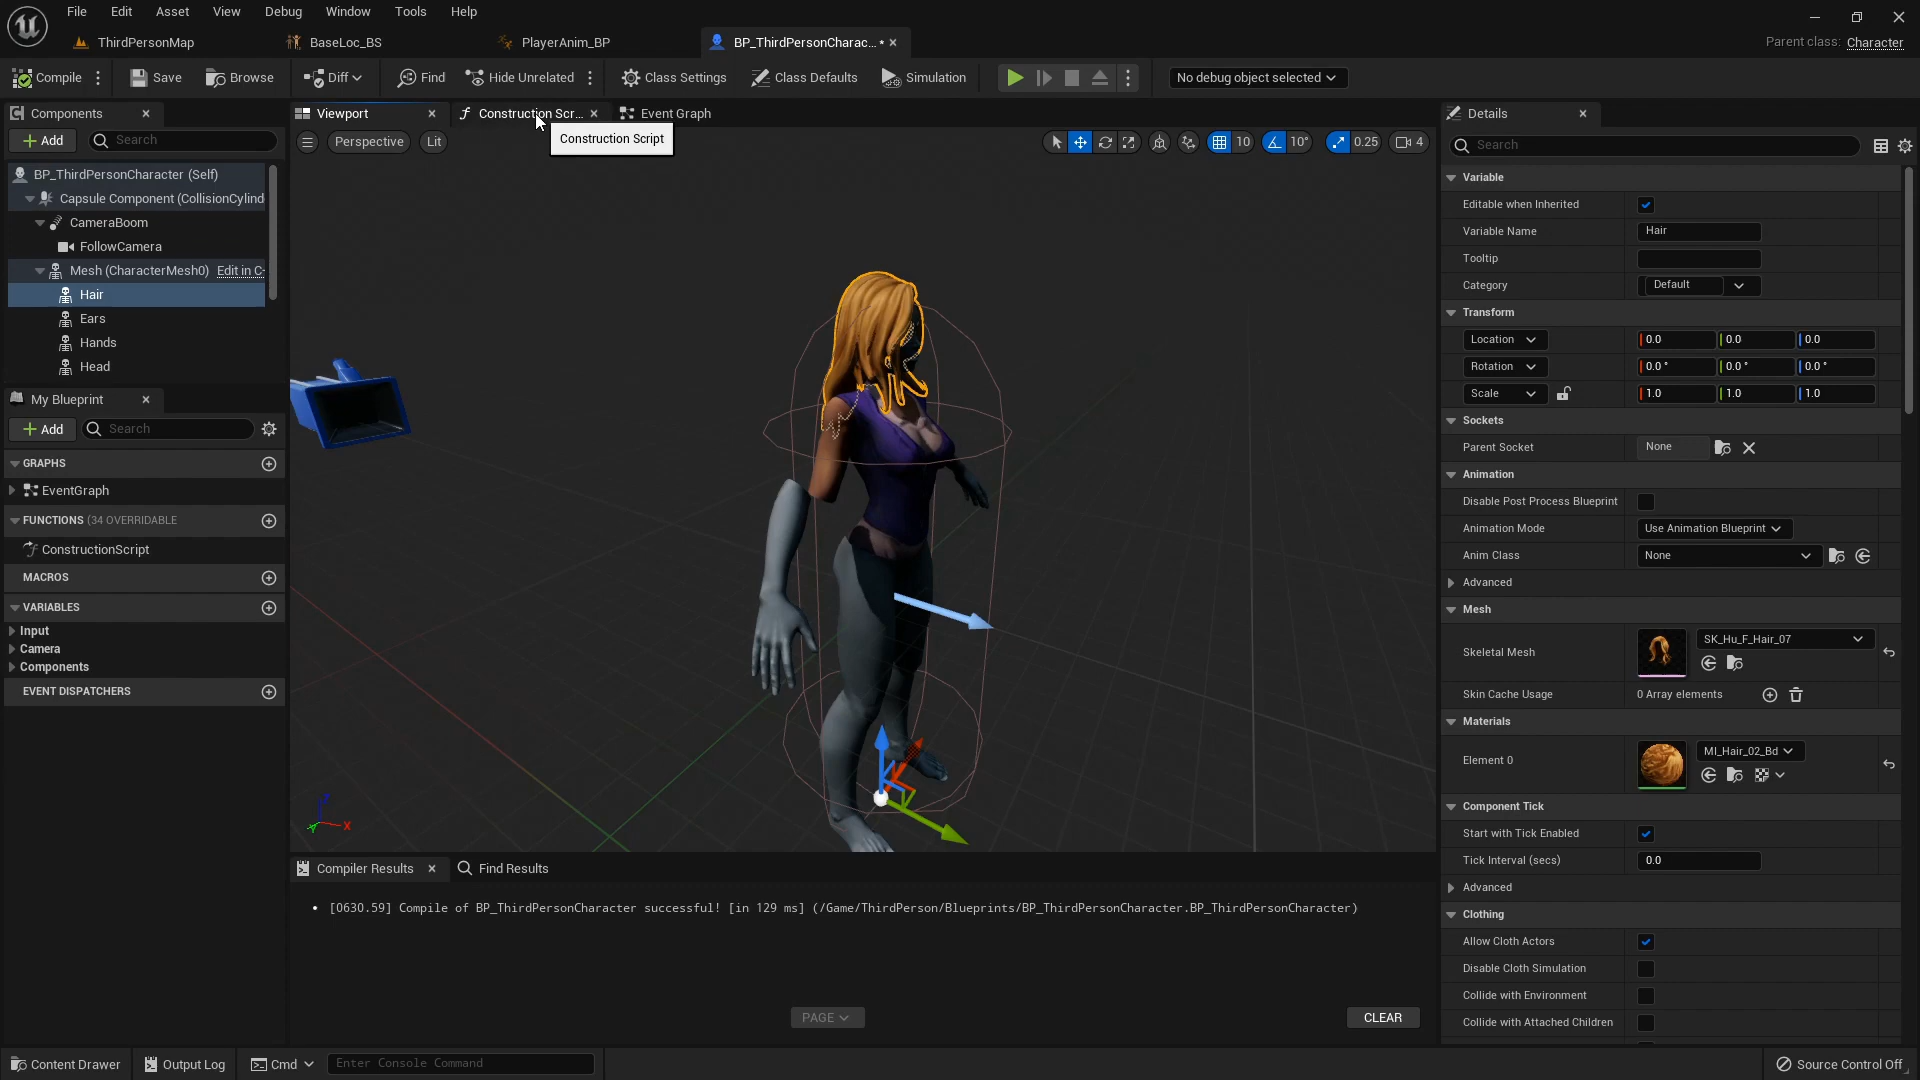 File Edit Asset View Debug Window Tools Help
ThirdPersonMap BaseLoc_BS PlayerAnim_BP BP_ThirdPersonCharac... •
Parent class: Character
Compile Save Browse Diff Find Hide Unrelated Class Settings Class Defaults Simulation No debug object selected
Components
Add Search
BP_ThirdPersonCharacter (Self)
Capsule Component (CollisionCylind
CameraBoom
FollowCamera
Mesh (CharacterMesh0) Edit in C-
Hair
Ears
Hands
Head
My Blueprint
Add Search
GRAPHS
EventGraph
FUNCTIONS (34 OVERRIDABLE
ConstructionScript
MACROS
VARIABLES
Input
Camera
Components
EVENT DISPATCHERS
Viewport Construction Scr... Event Graph
Perspective Lit 10 10° 0.25 4
Construction Script
Z
Y X
Compiler Results Find Results
• [0630.59] Compile of BP_ThirdPersonCharacter successful! [in 129 ms] (/Game/ThirdPerson/Blueprints/BP_ThirdPersonCharacter.BP_ThirdPersonCharacter)
PAGE CLEAR
Details
Search
Variable
Editable when Inherited
Variable Name Hair
Tooltip
Category Default
Transform
Location 0.0 0.0 0.0
Rotation 0.0 ° 0.0 ° 0.0 °
Scale 1.0 1.0 1.0
Sockets
Parent Socket None
Animation
Disable Post Process Blueprint
Animation Mode Use Animation Blueprint
Anim Class None
Advanced
Mesh
Skeletal Mesh SK_Hu_F_Hair_07
Skin Cache Usage 0 Array elements
Materials
Element 0 MI_Hair_02_Bd
Component Tick
Start with Tick Enabled
Tick Interval (secs) 0.0
Advanced
Clothing
Allow Cloth Actors
Disable Cloth Simulation
Collide with Environment
Collide with Attached Children
Content Drawer Output Log Cmd Enter Console Command Source Control Off